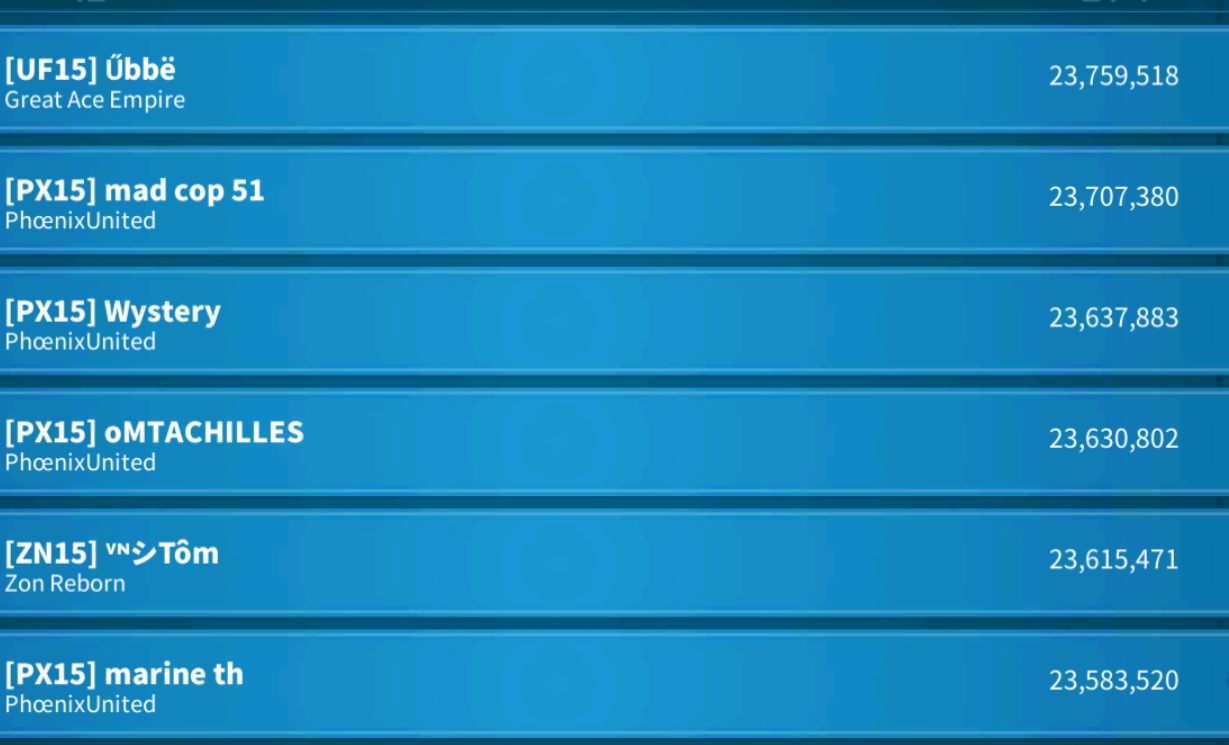 [UF15] Űbbë 23,759,518
Great Ace Empire
[PX15] mad cop 51 23,707,380
PhœnixUnited
[PX15] Wystery 23,637,883
PhœnixUnited
[PX15] oMTACHILLES 23,630,802
PhœnixUnited
[ZN15] ⱽᴺシTôm 23,615,471
Zon Reborn
[PX15] marine th 23,583,520
PhœnixUnited